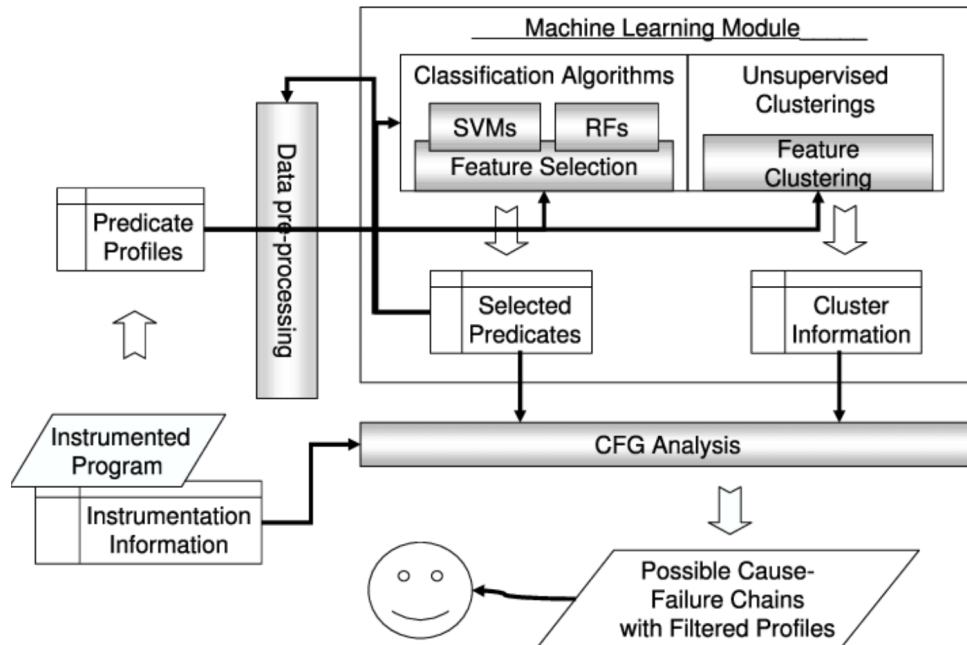 Machine Learning Module
Classification Algorithms
SVMs
RFs
Feature Selection
Unsupervised
Clusterings
Feature
Clustering
Data pre-processing
Predicate
Profiles
Selected
Predicates
Cluster
Information
Instrumented
Program
Instrumentation
Information
CFG Analysis
Possible Cause-
Failure Chains
with Filtered Profiles